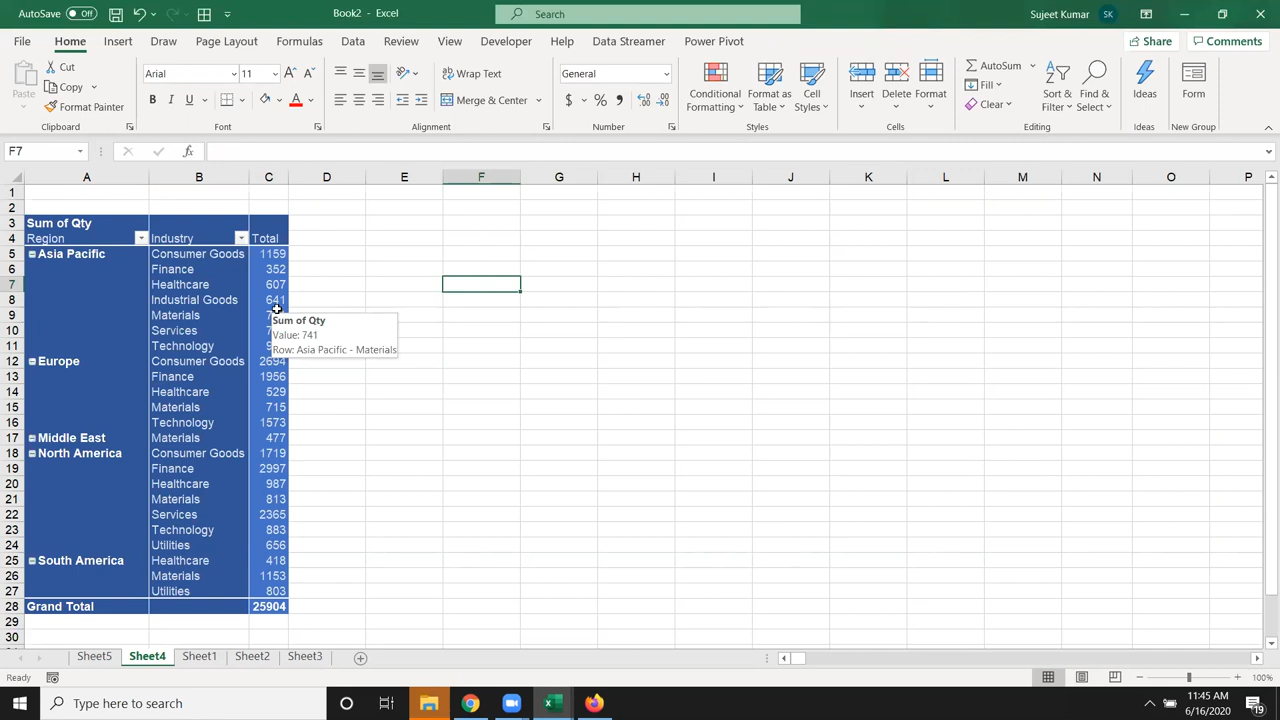 AutoSave Off Book2 - Excel Search Sujeet Kumar SK
File Home Insert Draw Page Layout Formulas Data Review View Developer Help Data Streamer Power Pivot Share Comments
Paste Cut Copy Format Painter Clipboard
Arial 11 B I U A Font
Wrap Text Merge & Center Alignment
General $ % , Number
Conditional Formatting Format as Table Cell Styles Styles
Insert Delete Format Cells
AutoSum Fill Clear Sort & Filter Find & Select Editing
Ideas Ideas
Form New Group
F7 fx
A B C D E F G H I J K L M N O P
1
2
3 Sum of Qty
4 Region Industry Total
5 Asia Pacific Consumer Goods 1159
6 Finance 352
7 Healthcare 607
8 Industrial Goods 641
9 Materials
10 Services
11 Technology
Sum of Qty
Value: 741
Row: Asia Pacific - Materials
12 Europe Consumer Goods 2694
13 Finance 1956
14 Healthcare 529
15 Materials 715
16 Technology 1573
17 Middle East Materials 477
18 North America Consumer Goods 1719
19 Finance 2997
20 Healthcare 987
21 Materials 813
22 Services 2365
23 Technology 883
24 Utilities 656
25 South America Healthcare 418
26 Materials 1153
27 Utilities 803
28 Grand Total 25904
29
30
Sheet5 Sheet4 Sheet1 Sheet2 Sheet3
Ready 100%
Type here to search 11:45 AM
6/16/2020 19